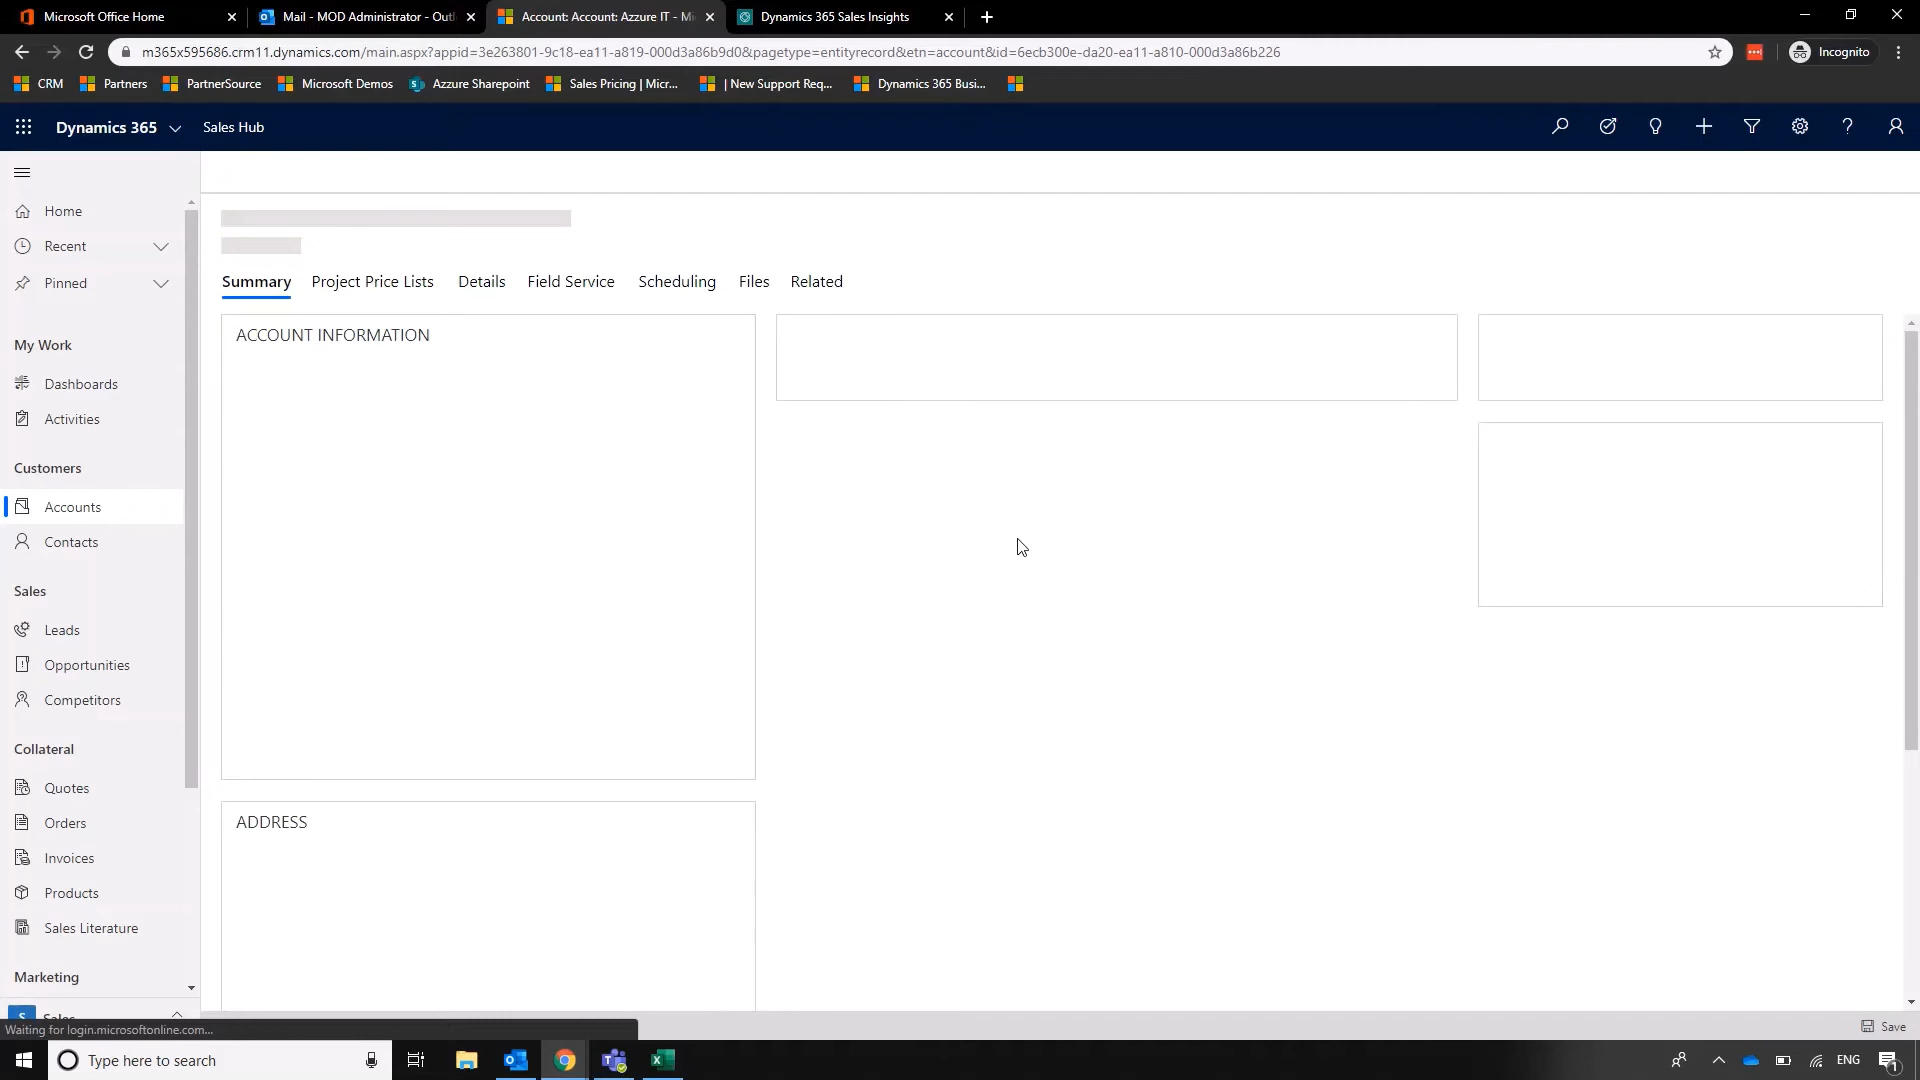 Microsoft Office Home
Mail - MOD Administrator - Outl
Account: Account: Azzure IT - Mi
Dynamics 365 Sales Insights
m365x595686.crm11.dynamics.com/main.aspx?appid=3e263801-9c18-ea11-a819-000d3a86b9d0&pagetype=entityrecord&etn=account&id=6ecb300e-da20-ea11-a810-000d3a86b226
Incognito
CRM
Partners
PartnerSource
Microsoft Demos
Azzure Sharepoint
Sales Pricing | Micr...
| New Support Req...
Dynamics 365 Busi...
Dynamics 365
Sales Hub
Home
Recent
Pinned
My Work
Dashboards
Activities
Customers
Accounts
Contacts
Sales
Leads
Opportunities
Competitors
Collateral
Quotes
Orders
Invoices
Products
Sales Literature
Marketing
S
Sales
Summary
Project Price Lists
Details
Field Service
Scheduling
Files
Related
ACCOUNT INFORMATION
ADDRESS
Waiting for login.microsoftonline.com...
Save
Type here to search
ENG
1